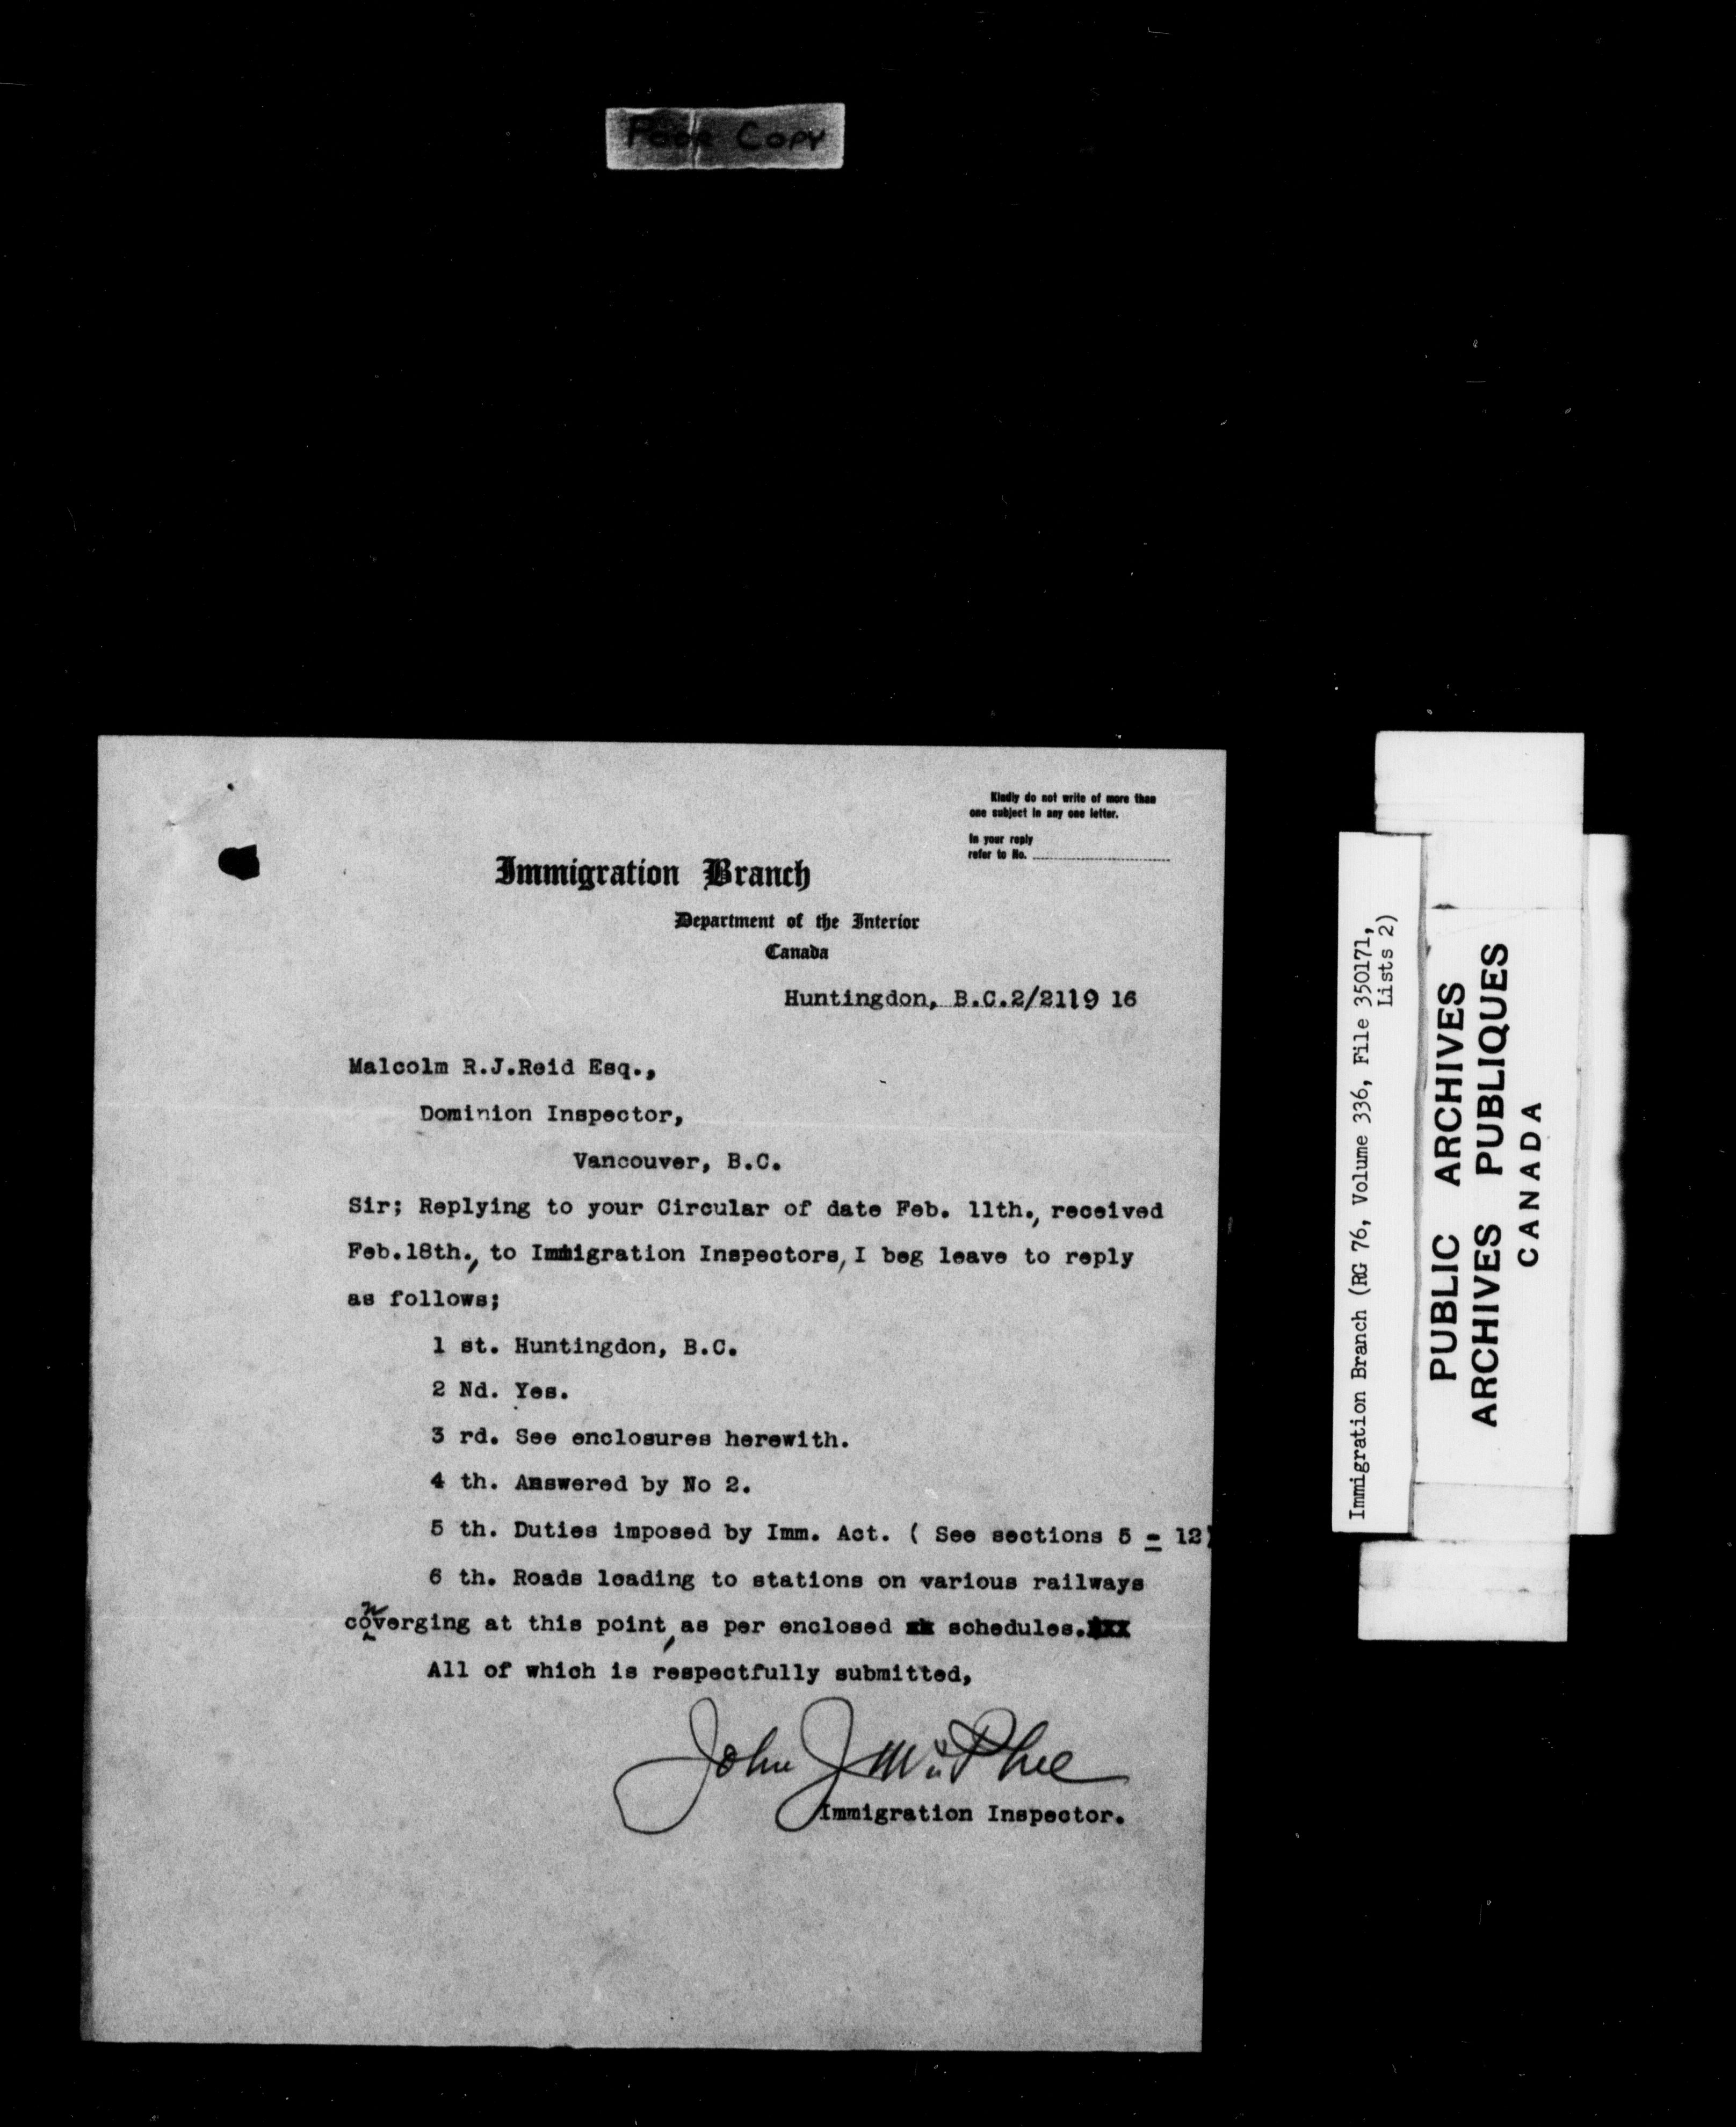 Poor Copy
Kindly do not write of more than
one subject in any one letter.
In your reply
refer to No.
Immigration Branch
Department of the Interior
Canada
Huntingdon, B.C. 2/21 19 16
Malcolm R.J.Reid Esq.,
Dominion Inspector,
Vancouver, B.C.
Sir; Replying to your Circular of date Feb. 11th., received
Feb.18th., to Immigration Inspectors, I beg leave to reply
as follows;
1 st. Huntingdon, B.C.
2 Nd. Yes.
3 rd. See enclosures herewith.
4 th. Answered by No 2.
5 th. Duties imposed by Imm. Act. ( See sections 5 - 12)
6 th. Roads leading to stations on various railways
converging at this point, as per enclosed schedules.
All of which is respectfully submitted,
John J McPhee
Immigration Inspector.
Immigration Branch (RG 76, Volume 336, File 350171,
Lists 2)
PUBLIC ARCHIVES
ARCHIVES PUBLIQUES
CANADA